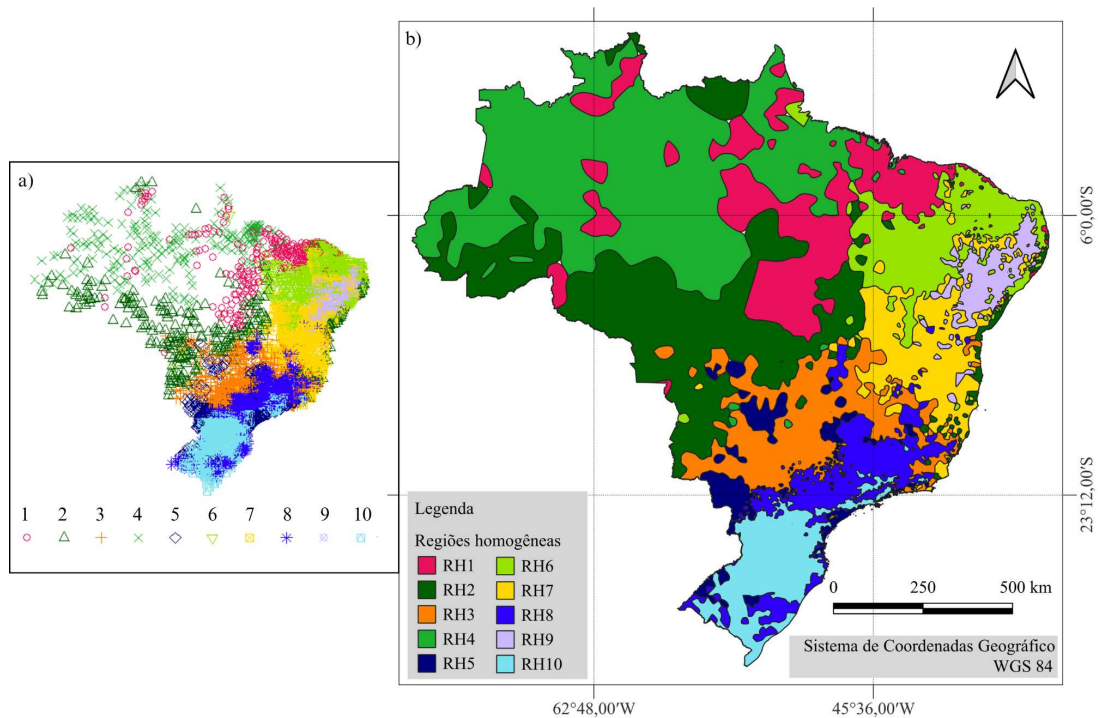 a)
1 2 3 4 5 6 7 8 9 10
b)
6°0,00′S
23°12,00′S
Legenda
Regiões homogêneas
RH1 RH6
RH2 RH7
RH3 RH8
RH4 RH9
RH5 RH10
0 250 500 km
Sistema de Coordenadas Geográfico
WGS 84
62°48,00′W 45°36,00′W